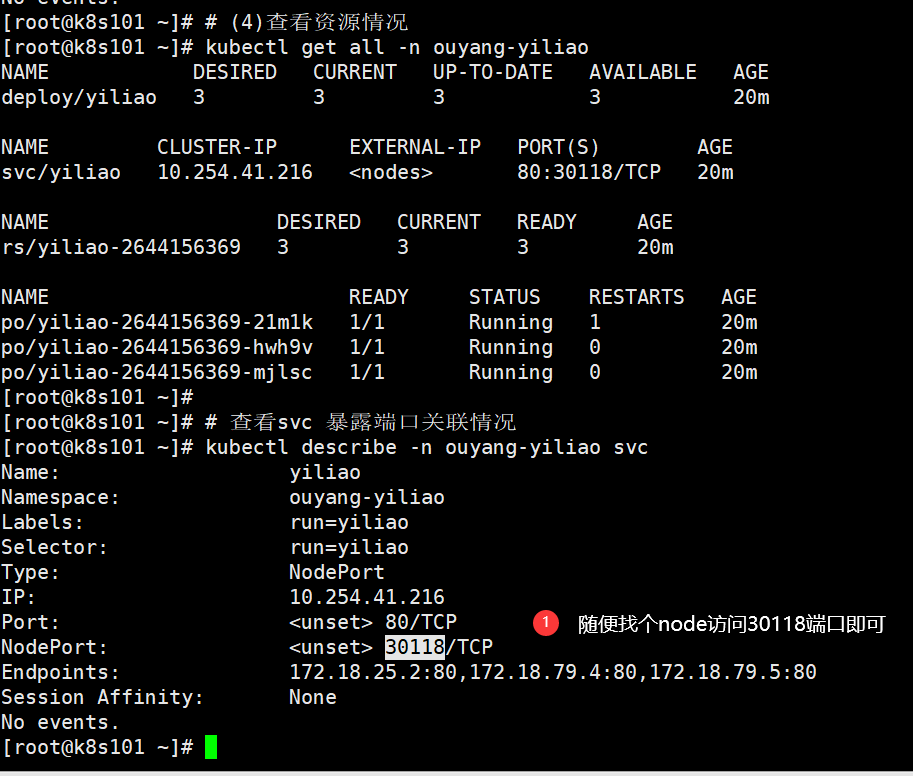 No events.
[root@k8s101 ~]# # (4)查看资源情况
[root@k8s101 ~]# kubectl get all -n ouyang-yiliao
NAME DESIRED CURRENT UP-TO-DATE AVAILABLE AGE
deploy/yiliao 3 3 3 3 20m
NAME CLUSTER-IP EXTERNAL-IP PORT(S) AGE
svc/yiliao 10.254.41.216 <nodes> 80:30118/TCP 20m
NAME DESIRED CURRENT READY AGE
rs/yiliao-2644156369 3 3 3 20m
NAME READY STATUS RESTARTS AGE
po/yiliao-2644156369-21m1k 1/1 Running 1 20m
po/yiliao-2644156369-hwh9v 1/1 Running 0 20m
po/yiliao-2644156369-mjlsc 1/1 Running 0 20m
[root@k8s101 ~]#
[root@k8s101 ~]# # 查看svc 暴露端口关联情况
[root@k8s101 ~]# kubectl describe -n ouyang-yiliao svc
Name: yiliao
Namespace: ouyang-yiliao
Labels: run=yiliao
Selector: run=yiliao
Type: NodePort
IP: 10.254.41.216
Port: <unset> 80/TCP
1 随便找个node访问30118端口即可
NodePort: <unset> 30118/TCP
Endpoints: 172.18.25.2:80,172.18.79.4:80,172.18.79.5:80
Session Affinity: None
No events.
[root@k8s101 ~]#